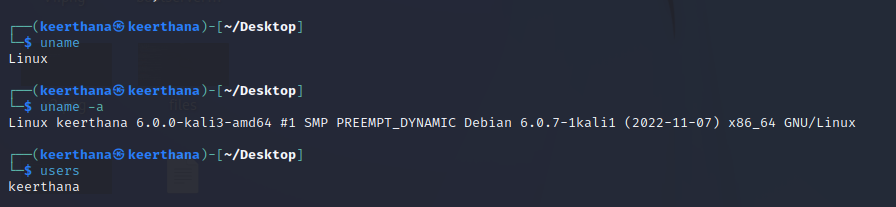 ┌──(keerthana㉿keerthana)-[~/Desktop]
└─$ uname
Linux
┌──(keerthana㉿keerthana)-[~/Desktop]
└─$ uname -a
Linux keerthana 6.0.0-kali3-amd64 #1 SMP PREEMPT_DYNAMIC Debian 6.0.7-1kali1 (2022-11-07) x86_64 GNU/Linux
┌──(keerthana㉿keerthana)-[~/Desktop]
└─$ users
keerthana